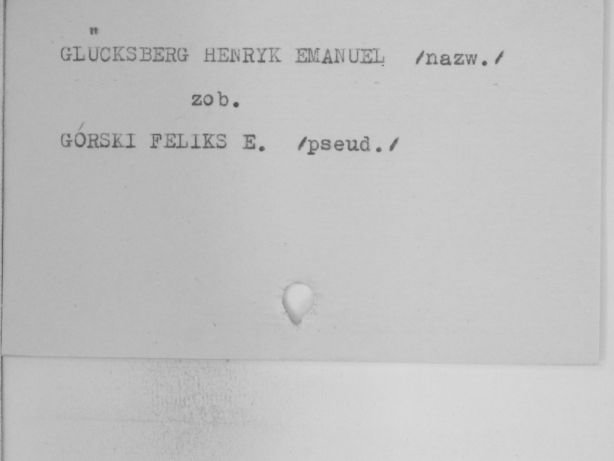 GLÜCKSBERG HENRYK EMANUEL /nazw./
zob.
GÓRSKI FELIKS E. /pseud./